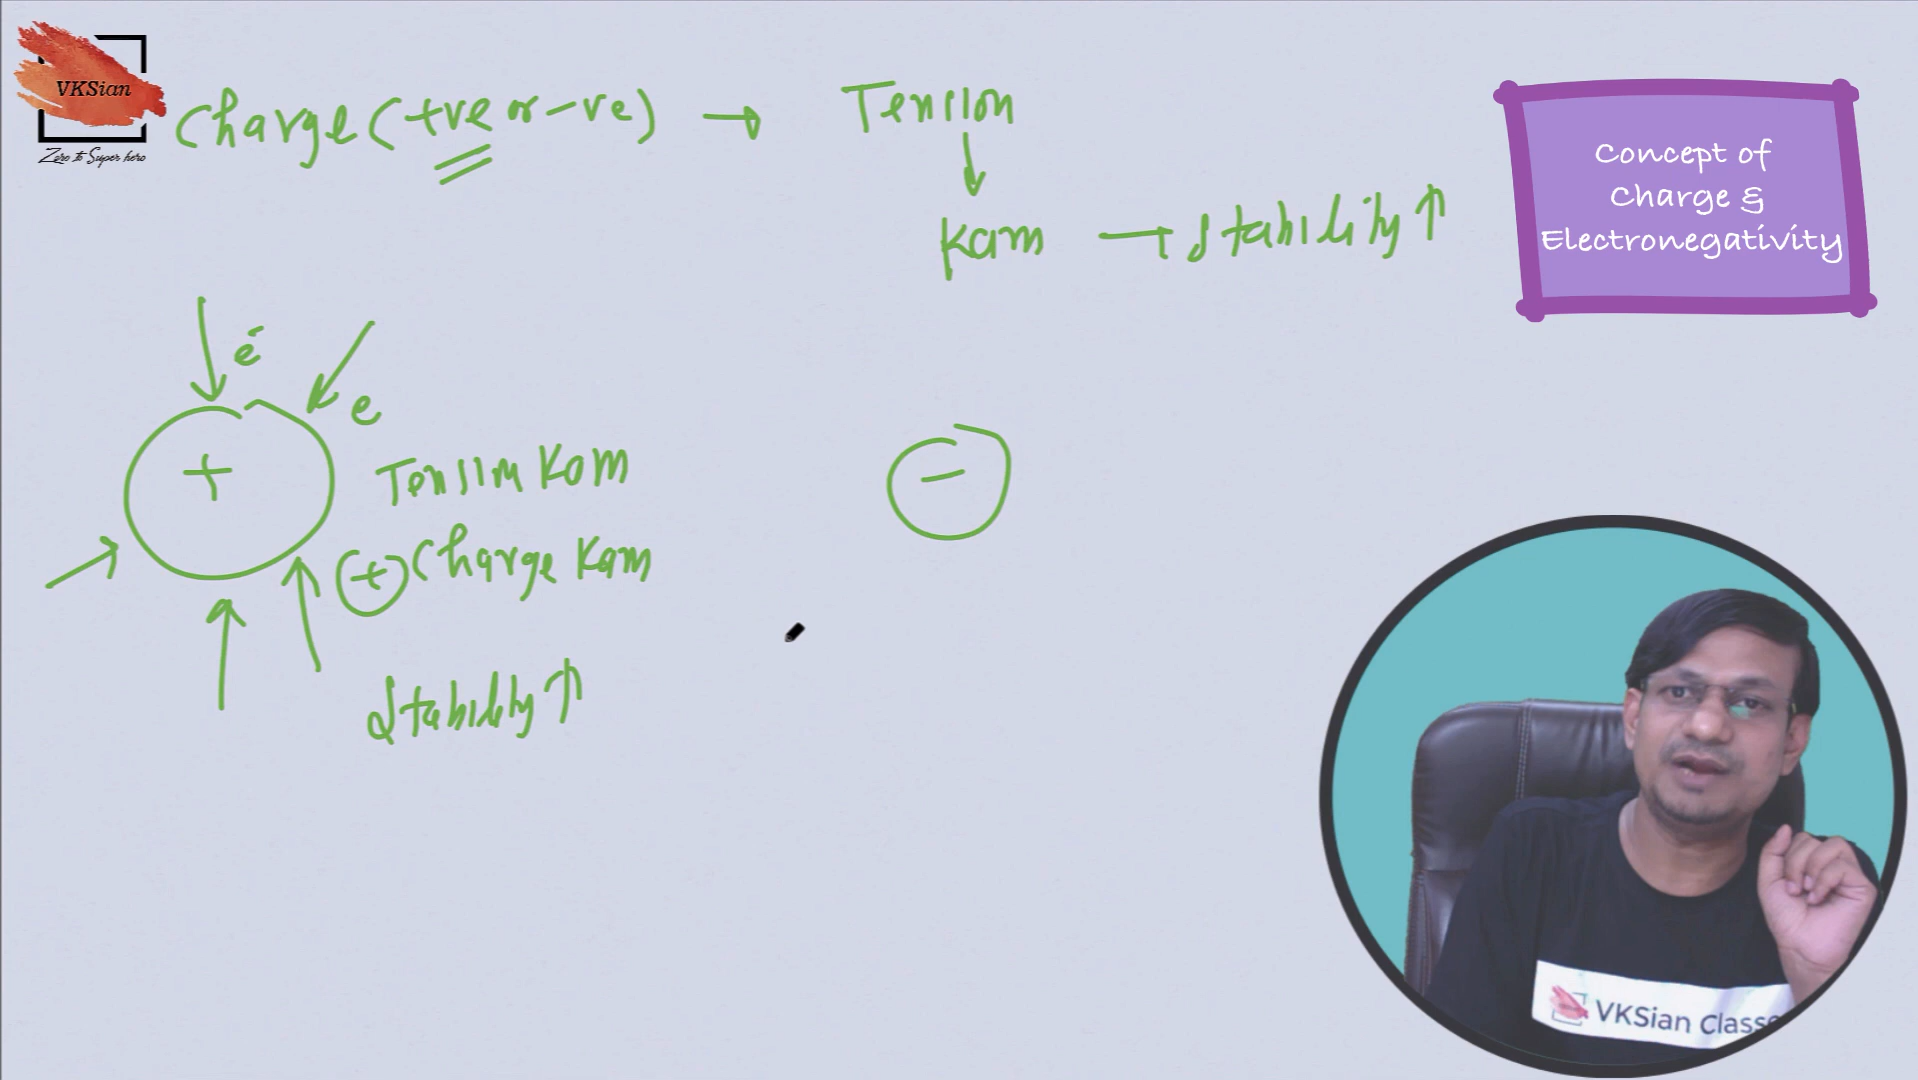 VKSian
Zero to Super hero
Charge (+ve or -ve) → Tension
↓
Kam → Stability ↑
Concept of
Charge &
Electronegativity
e⁻
e
+
Tension Kam
−
⊕ Charge Kam
Stability ↑
VKSian Classe